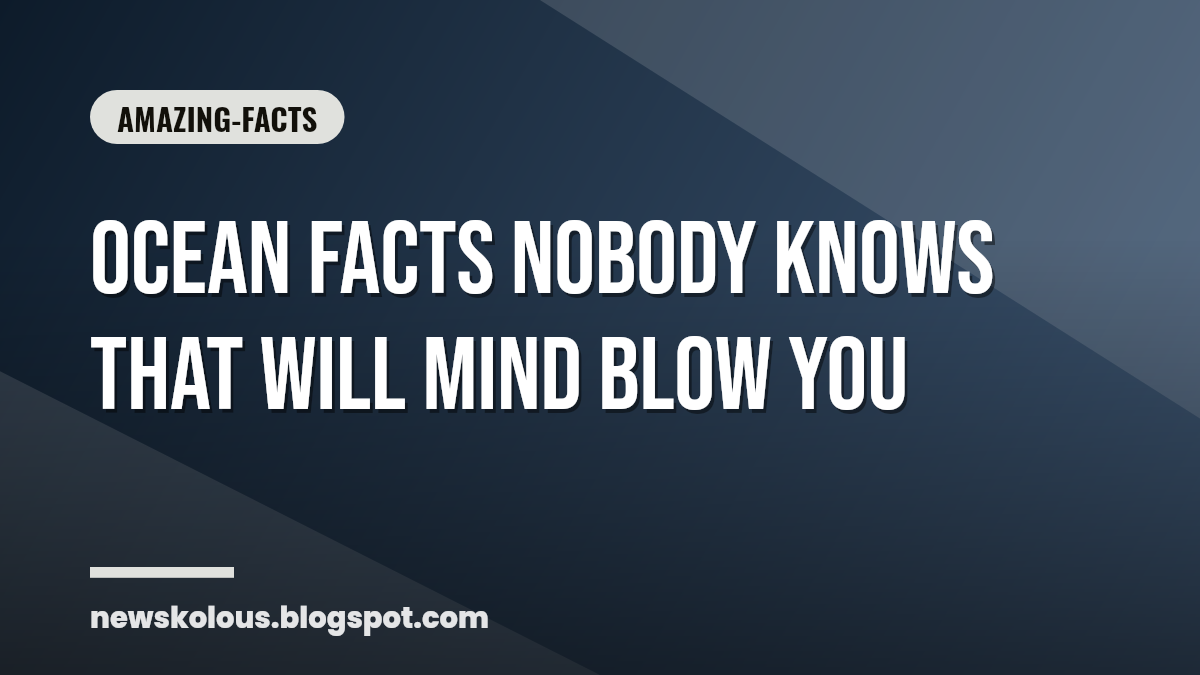 AMAZING-FACTS
OCEAN FACTS NOBODY KNOWS
THAT WILL MIND BLOW YOU
newskolous.blogspot.com